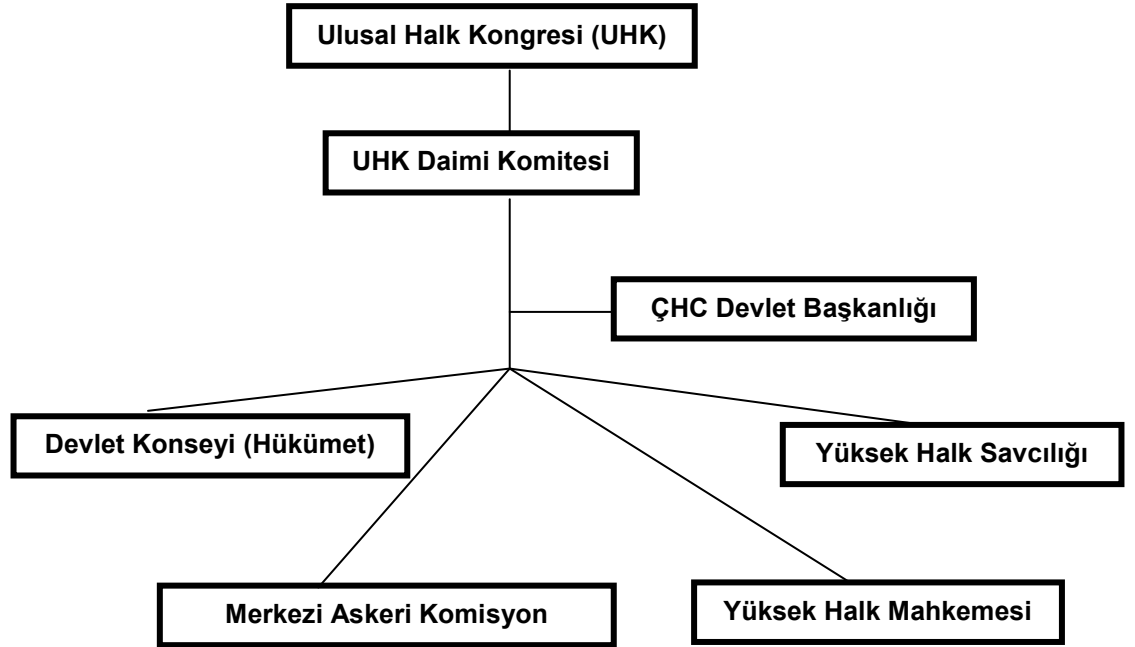 Ulusal Halk Kongresi (UHK)
UHK Daimi Komitesi
ÇHC Devlet Başkanlığı
Devlet Konseyi (Hükümet)
Yüksek Halk Savcılığı
Merkezi Askeri Komisyon
Yüksek Halk Mahkemesi